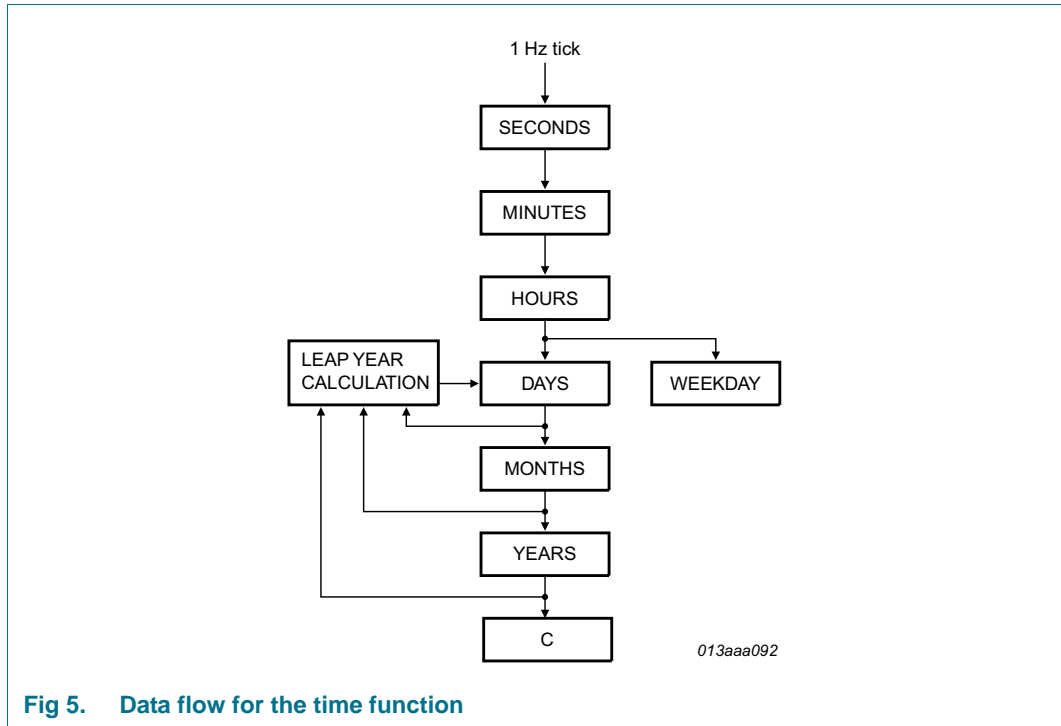 1 Hz tick
SECONDS
MINUTES
HOURS
LEAP YEAR
CALCULATION
DAYS
WEEKDAY
MONTHS
YEARS
C
013aaa092
Fig 5. Data flow for the time function